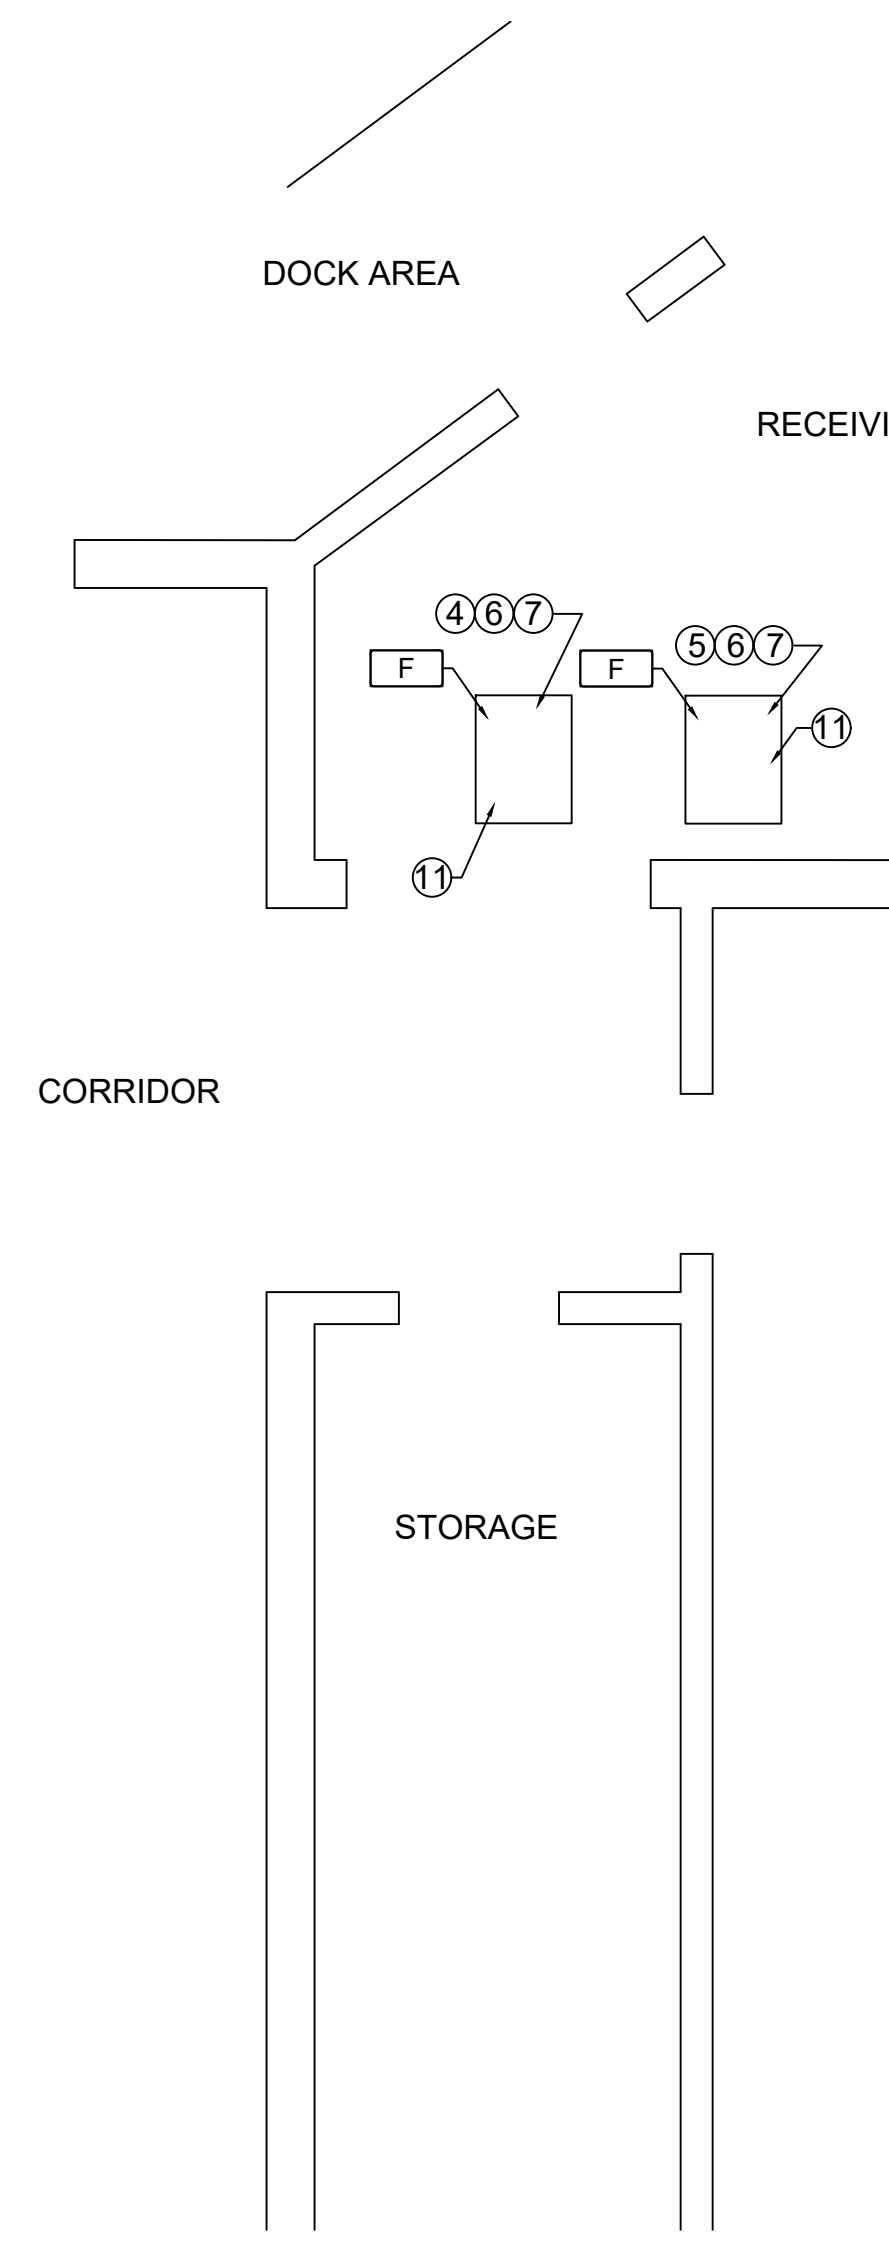 DOCK AREA
RECEIVI
4 6 7
F
F
5 6 7
11
11
CORRIDOR
STORAGE